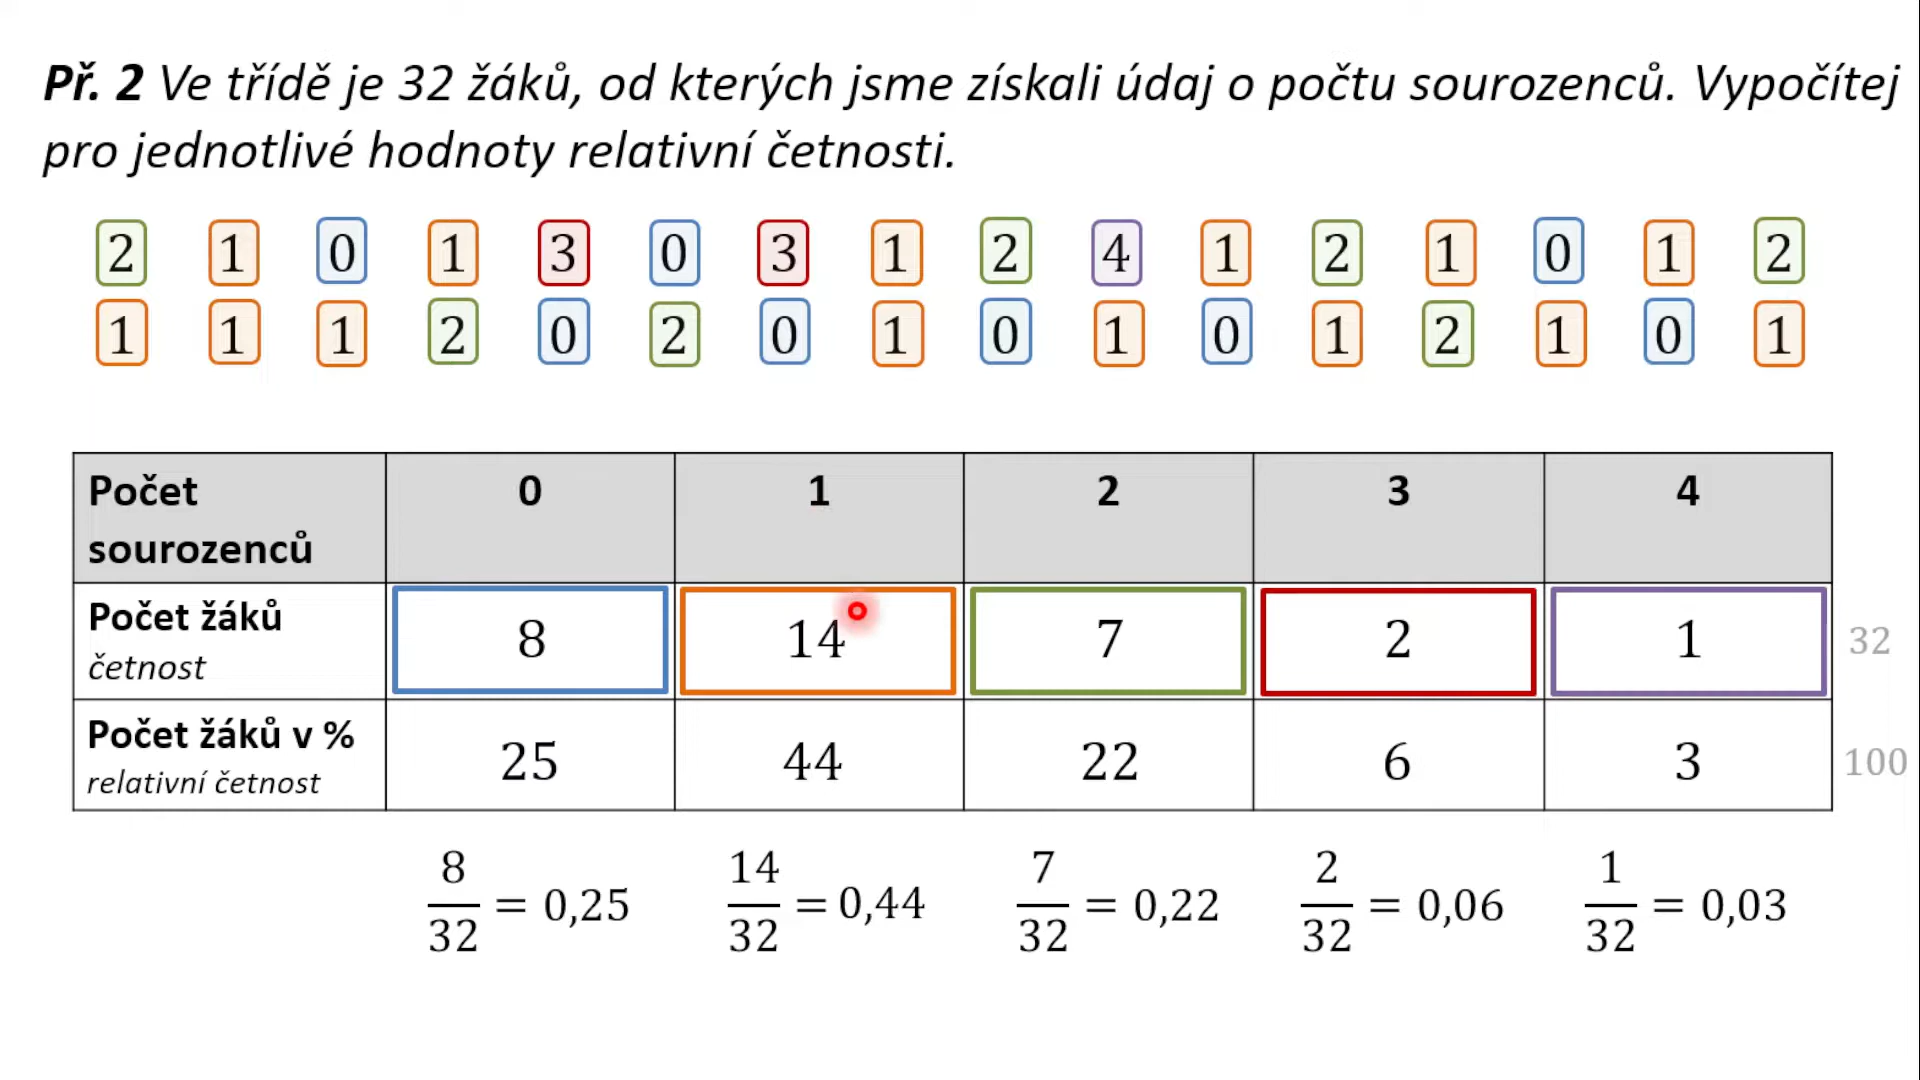 Př. 2 Ve třídě je 32 žáků, od kterých jsme získali údaj o počtu sourozenců. Vypočítej
pro jednotlivé hodnoty relativní četnosti.
2 1 0 1 3 0 3 1 2 4 1 2 1 0 1 2
1 1 1 2 0 2 0 1 0 1 0 1 2 1 0 1
Počet 0 1 2 3 4
sourozenců
Počet žáků
8 14 7 2 1 32
četnost
Počet žáků v %
25 44 22 6 3 100
relativní četnost
8/32 = 0,25 14/32 = 0,44 7/32 = 0,22 2/32 = 0,06 1/32 = 0,03